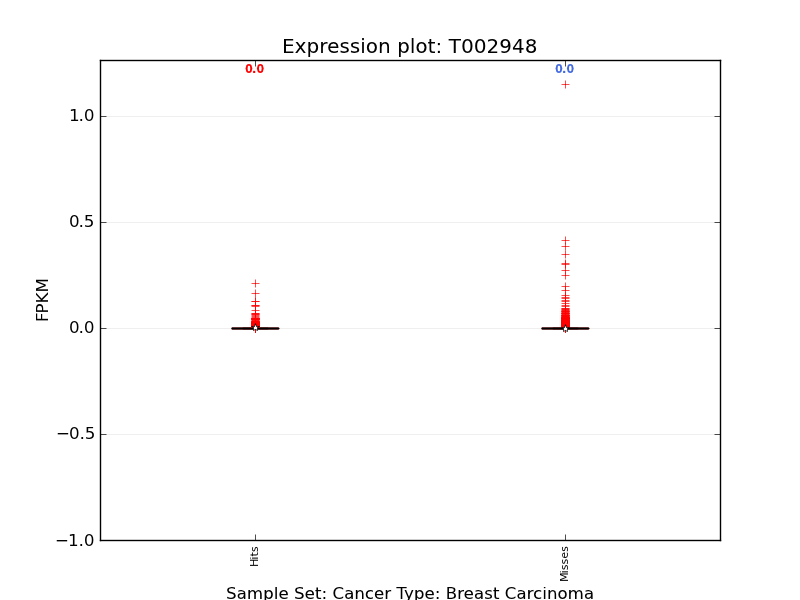 Expression plot: T002948
0.0
0.0
1.0
0.5
0.0
−0.5
−1.0
FPKM
Hits
Misses
Sample Set: Cancer Type: Breast Carcinoma